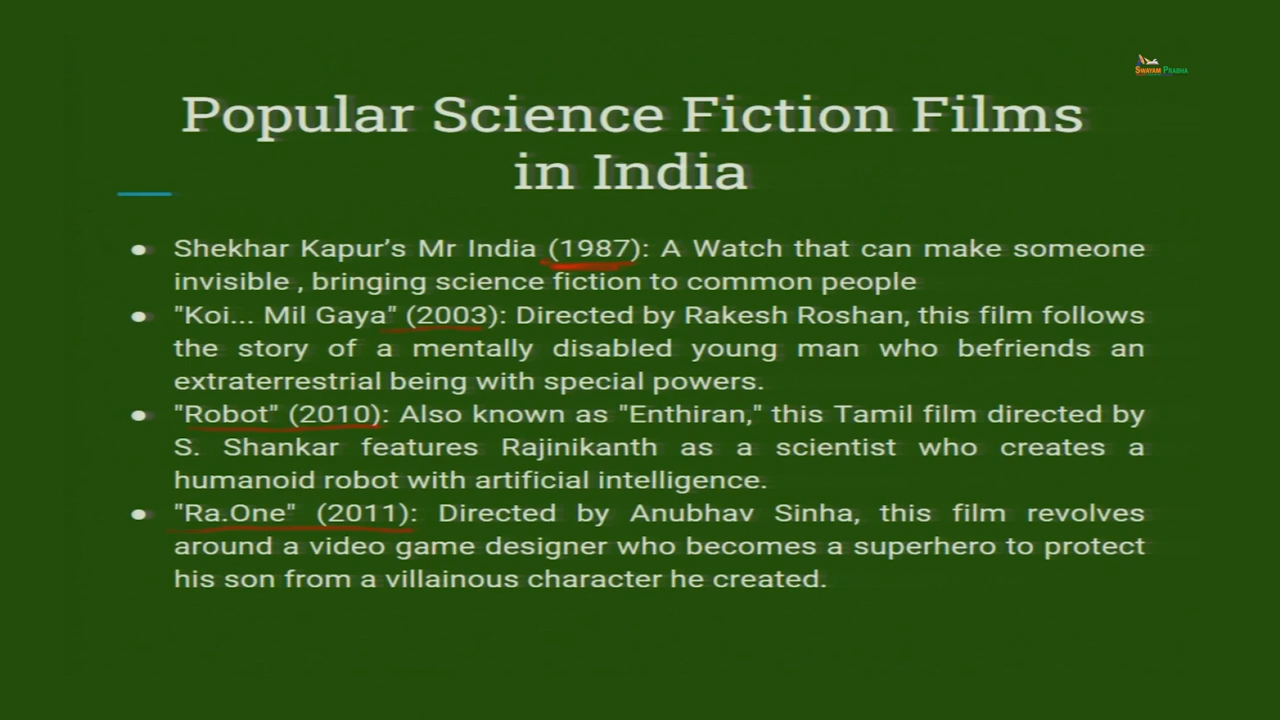 SWAYAM PRABHA
Popular Science Fiction Films
in India
● Shekhar Kapur’s Mr India (1987): A Watch that can make someone
invisible , bringing science fiction to common people
● "Koi... Mil Gaya" (2003): Directed by Rakesh Roshan, this film follows
the story of a mentally disabled young man who befriends an
extraterrestrial being with special powers.
● "Robot" (2010): Also known as "Enthiran," this Tamil film directed by
S. Shankar features Rajinikanth as a scientist who creates a
humanoid robot with artificial intelligence.
● "Ra.One" (2011): Directed by Anubhav Sinha, this film revolves
around a video game designer who becomes a superhero to protect
his son from a villainous character he created.